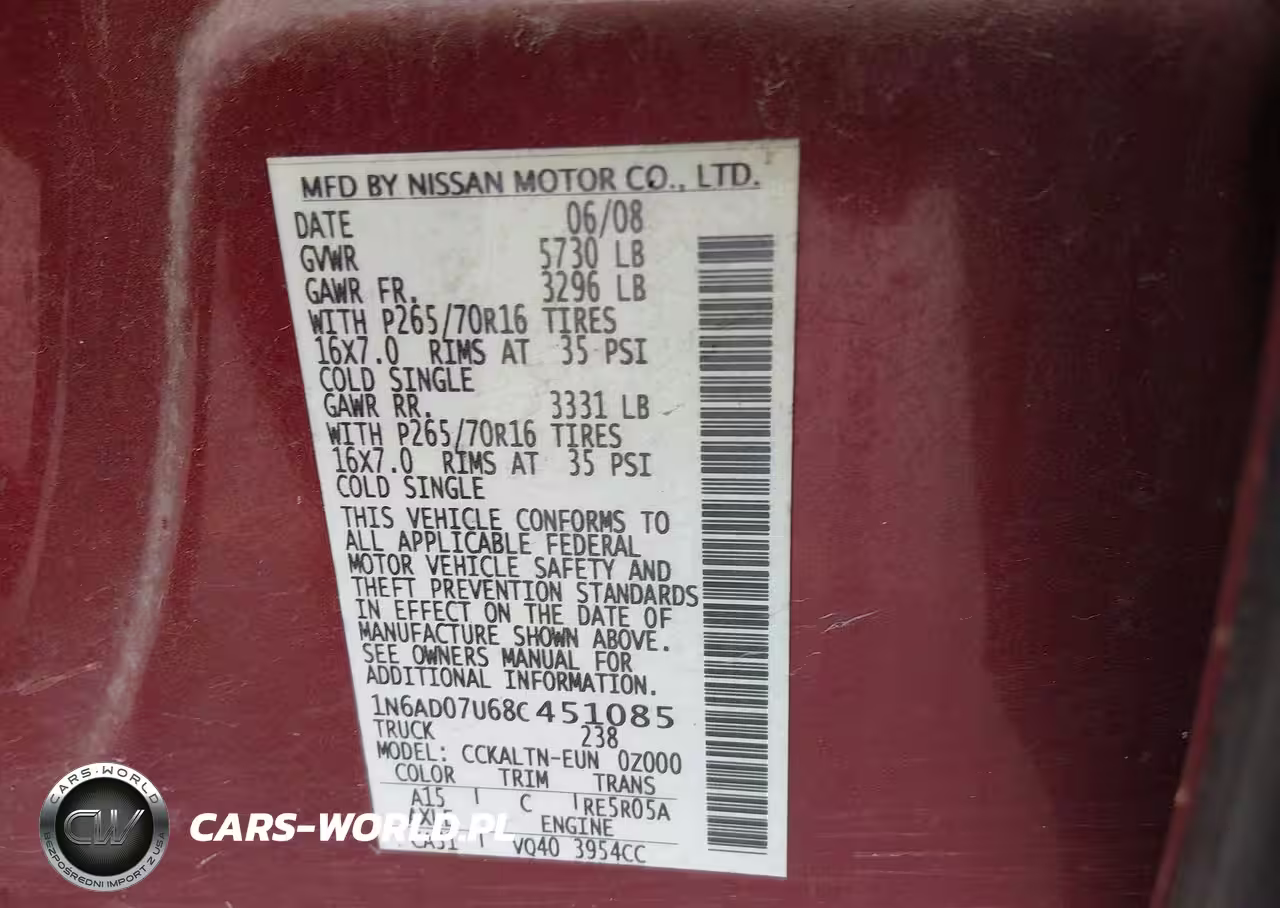 MFD BY NISSAN MOTOR CO., LTD.
DATE 06/08
GVWR 5730 LB
GAWR FR. 3296 LB
WITH P265/70R16 TIRES
16X7.0 RIMS AT 35 PSI
COLD SINGLE
GAWR RR. 3331 LB
WITH P265/70R16 TIRES
16X7.0 RIMS AT 35 PSI
COLD SINGLE
THIS VEHICLE CONFORMS TO
ALL APPLICABLE FEDERAL
MOTOR VEHICLE SAFETY AND
THEFT PREVENTION STANDARDS
IN EFFECT ON THE DATE OF
MANUFACTURE SHOWN ABOVE.
SEE OWNERS MANUAL FOR
ADDITIONAL INFORMATION.
1N6AD07U68C451085
TRUCK 238
MODEL: CCKALTN-EUN 0Z000
COLOR TRIM TRANS
A15 C RE5R05A
ENGINE
VQ40 3954CC
CARS-WORLD
CW
BEZPOŚREDNI IMPORT Z USA
CARS-WORLD.PL